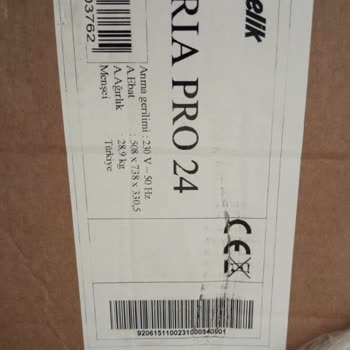 elik
RIA PRO 24
Anma gerilimi : 230 V ~ 50 Hz
A.Ebat : 508 x 738 x 330,5
A.Ağırlık 28,9 kg
Menşei Türkiye
03762
CE
9206151100231000540901